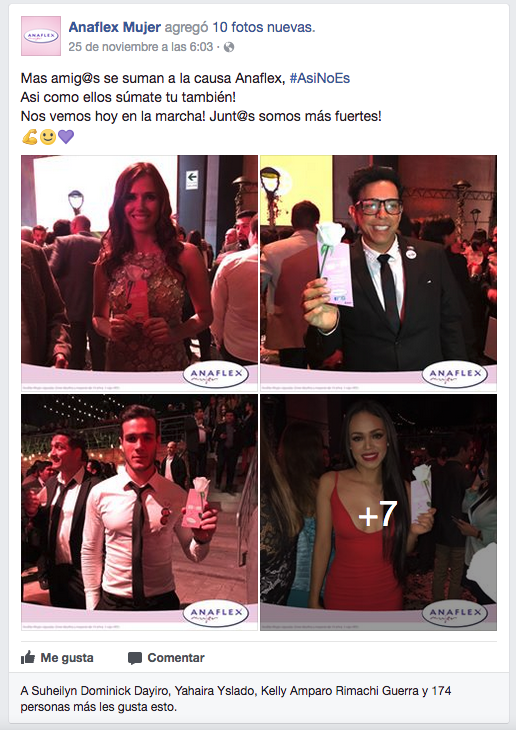 ANAFLEX
Anaflex Mujer agregó 10 fotos nuevas.
25 de noviembre a las 6:03 ·
Mas amig@s se suman a la causa Anaflex, #AsiNoEs
Asi como ellos súmate tu también!
Nos vemos hoy en la marcha! Junt@s somos más fuertes!
ANAFLEX
mujer
ANAFLEX
mujer
ANAFLEX
mujer
+7
ANAFLEX
mujer
Me gusta
Comentar
A Suheilyn Dominick Dayiro, Yahaira Yslado, Kelly Amparo Rimachi Guerra y 174
personas más les gusta esto.